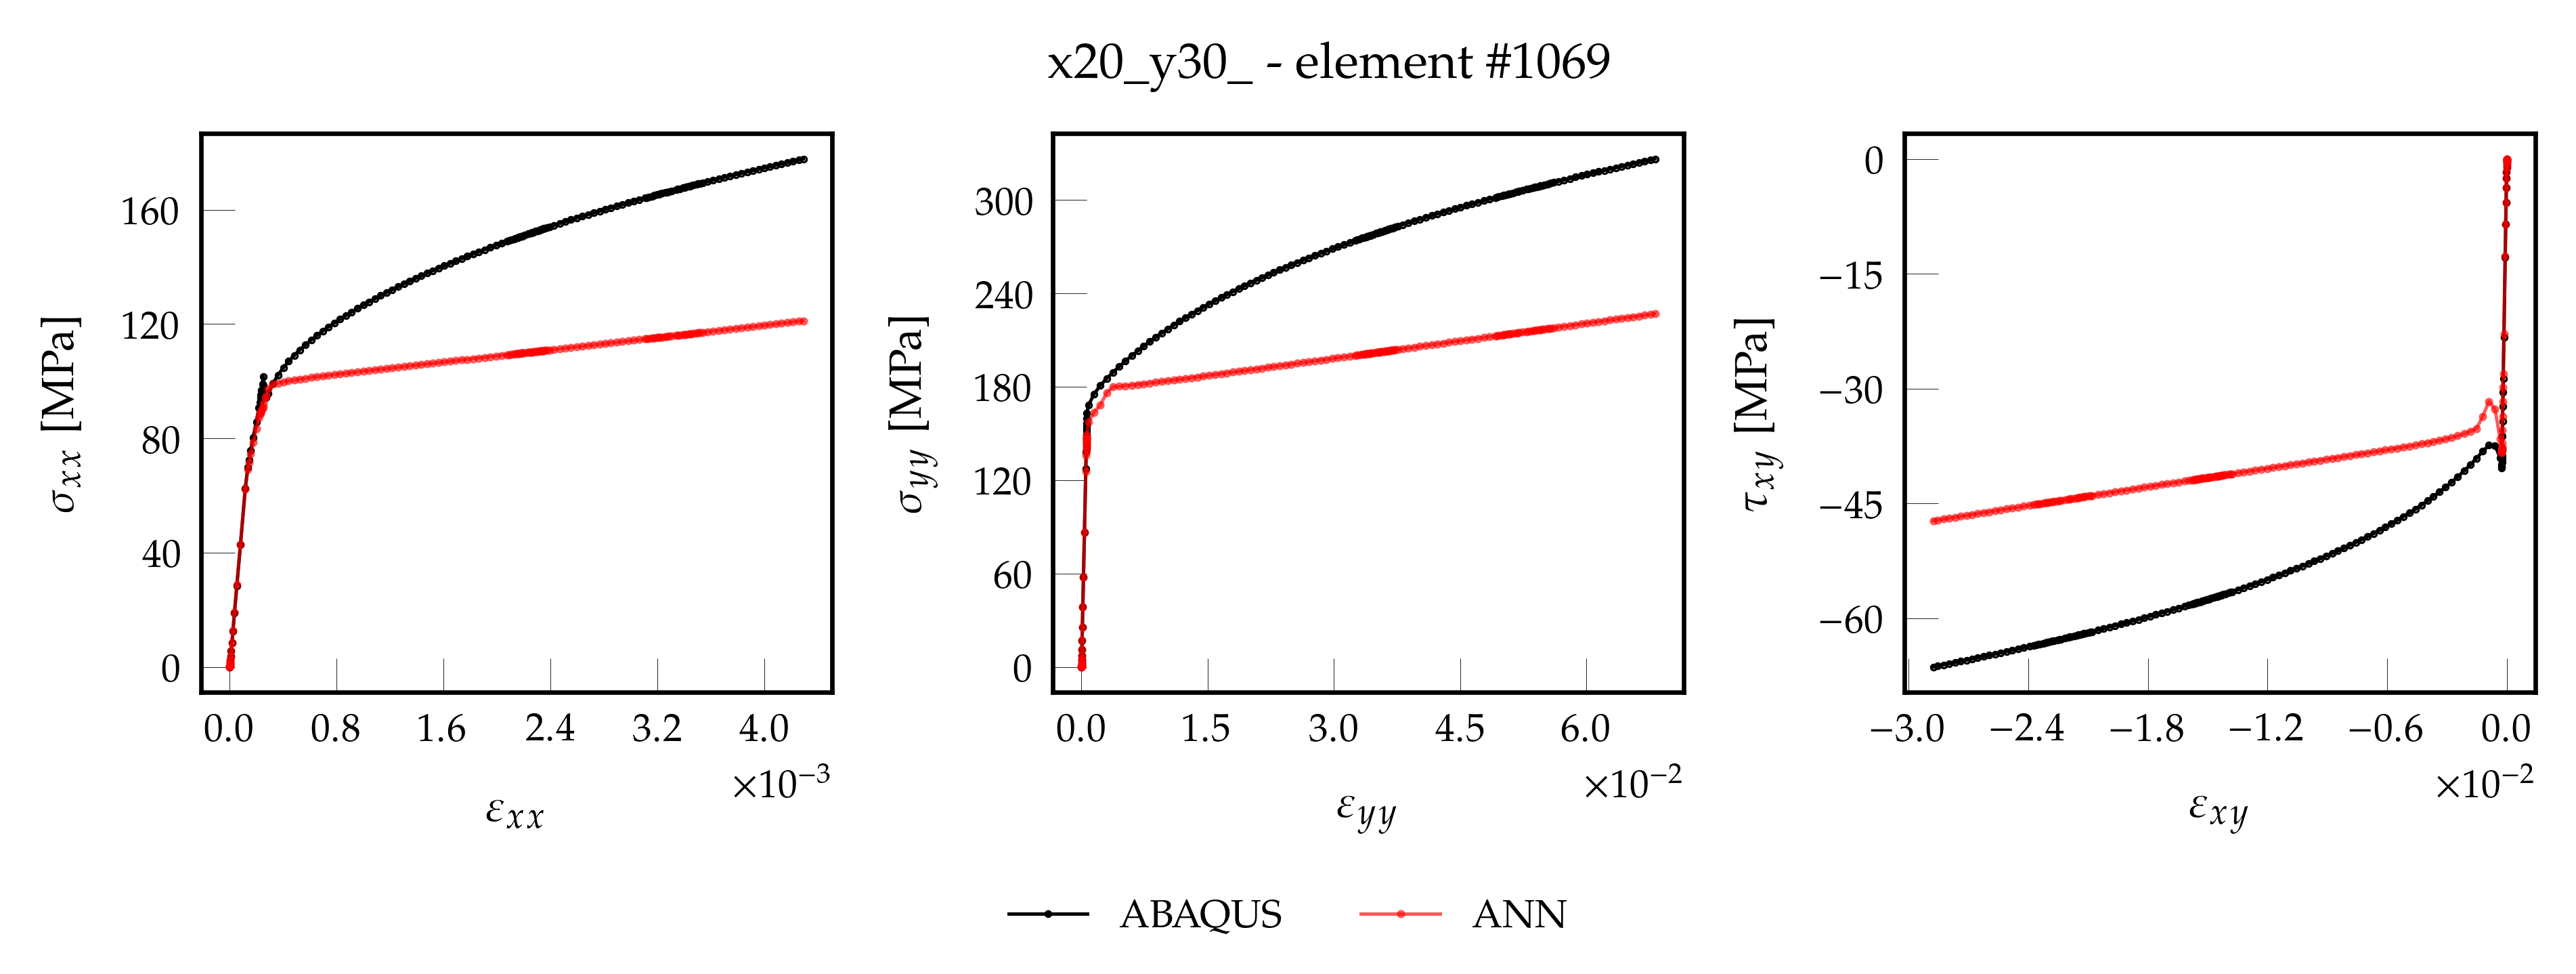 x20_y30_ - element #1069
σxx [MPa]
160
120
80
40
0
0.0 0.8 1.6 2.4 3.2 4.0
×10−3
εxx
σyy [MPa]
300
240
180
120
60
0
0.0 1.5 3.0 4.5 6.0
×10−2
εyy
τxy [MPa]
0
−15
−30
−45
−60
−3.0 −2.4 −1.8 −1.2 −0.6 0.0
×10−2
εxy
ABAQUS ANN